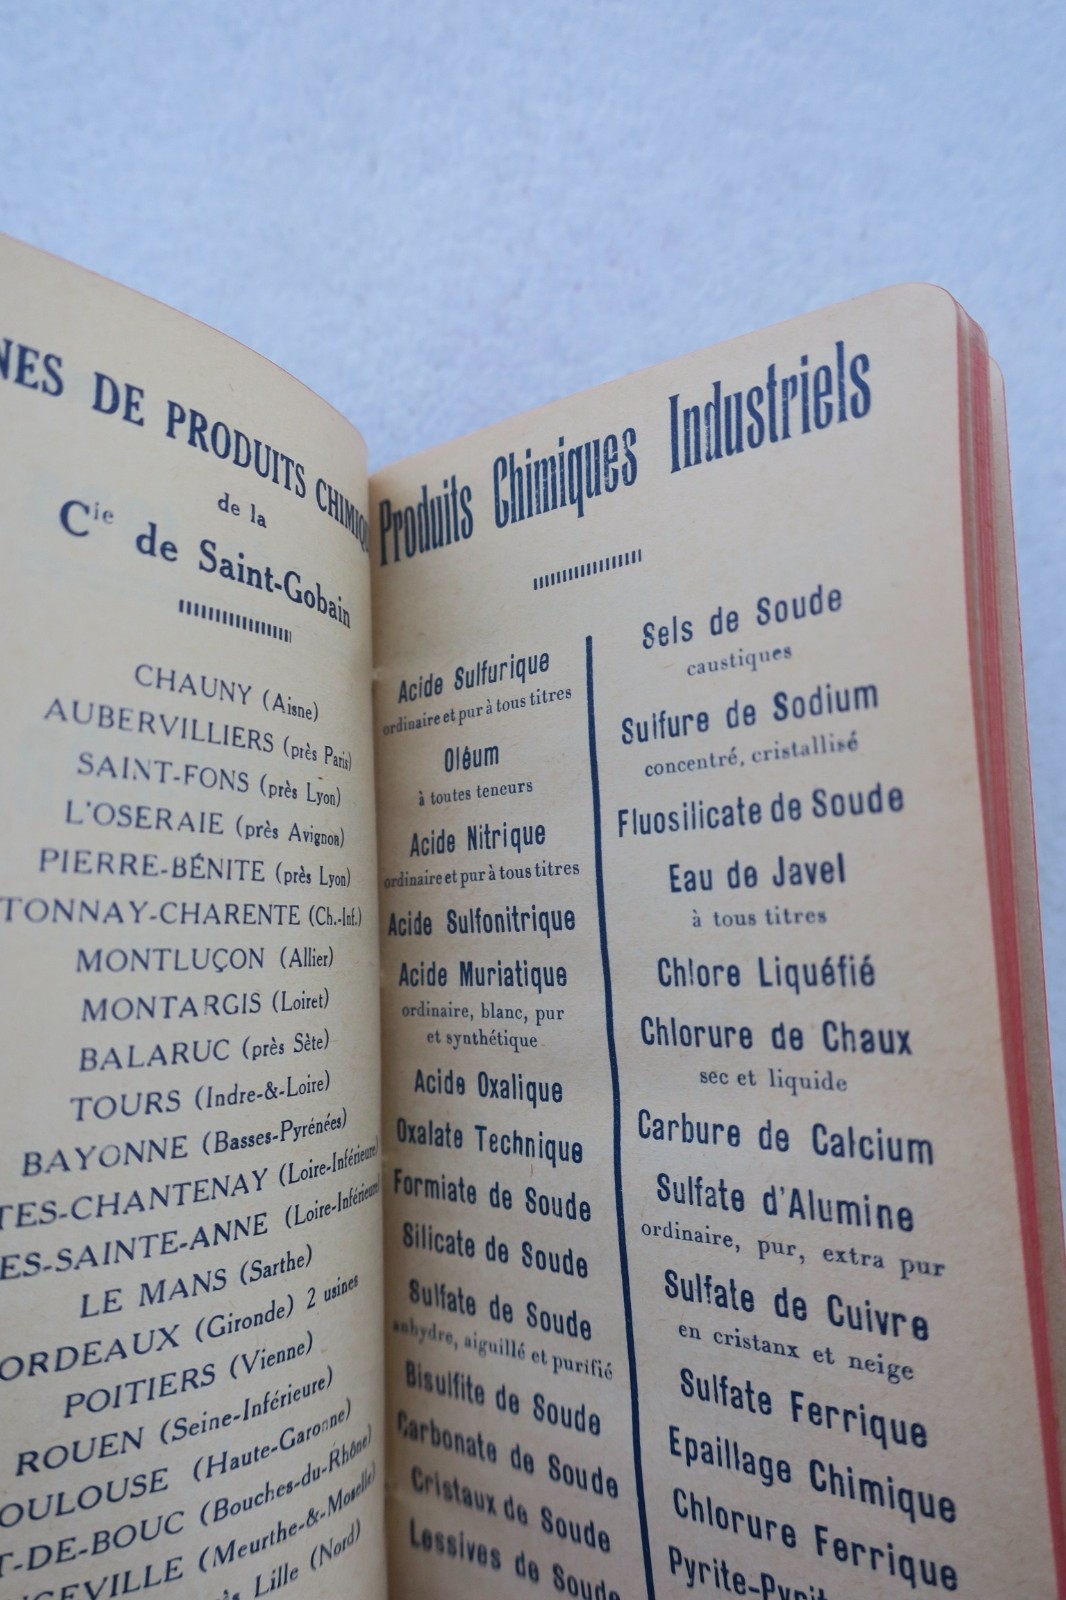 DE PRODUITS
de la
Cie de Saint-Gobain
CHAUNY (Aisne)
AUBERVILLIERS (près Paris)
SAINT-FONS (près Lyon)
L'OSERAIE (près Avignon)
PIERRE-BÉNITE (près Lyon)
TONNAY-CHARENTE (Ch.-Inf.)
MONTLUÇON (Allier)
MONTARGIS (Loiret)
BALARUC (près Sète)
TOURS (Indre-&-Loire)
BAYONNE (Basses-Pyrénées)
TES-CHANTENAY (Loire-Inférieure)
ES-SAINTE-ANNE (Loire-Inférieure)
LE MANS (Sarthe)
ORDEAUX (Gironde) 2 usines
POITIERS (Vienne)
ROUEN (Seine-Inférieure)
OULOUSE (Haute-Garonne)
T-DE-BOUC (Bouches-du-Rhône)
(Meurthe-&-Moselle)
Lille (Nord)
Produits Chimiques Industriels
Acide Sulfurique
ordinaire et pur à tous titres
Oléum
à toutes teneurs
Acide Nitrique
ordinaire et pur à tous titres
Acide Sulfonitrique
Acide Muriatique
ordinaire, blanc, pur
et synthétique
Acide Oxalique
Oxalate Technique
Formiate de Soude
Silicate de Soude
Sulfate de Soude
anhydre, aiguillé et purifié
Bisulfite de Soude
Carbonate de Soude
Cristaux de Soude
Lessives de Soude
Sels de Soude
caustiques
Sulfure de Sodium
concentré, cristallisé
Fluosilicate de Soude
Eau de Javel
à tous titres
Chlore Liquéfié
Chlorure de Chaux
sec et liquide
Carbure de Calcium
Sulfate d'Alumine
ordinaire, pur, extra pur
Sulfate de Cuivre
en cristanx et neige
Sulfate Ferrique
Epaillage Chimique
Chlorure Ferrique